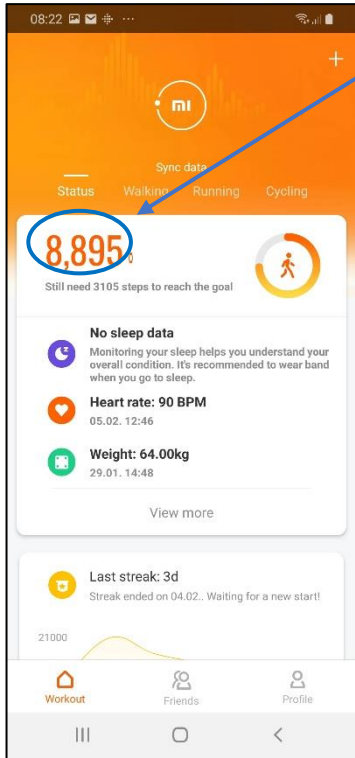 08:22
mi
Sync data
Status Walking Running Cycling
8,895
Still need 3105 steps to reach the goal
No sleep data
Monitoring your sleep helps you understand your
overall condition. It's recommended to wear band
when you go to sleep.
Heart rate: 90 BPM
05.02. 12:46
Weight: 64.00kg
29.01. 14:48
View more
Last streak: 3d
Streak ended on 04.02.. Waiting for a new start!
21000
Workout Friends Profile